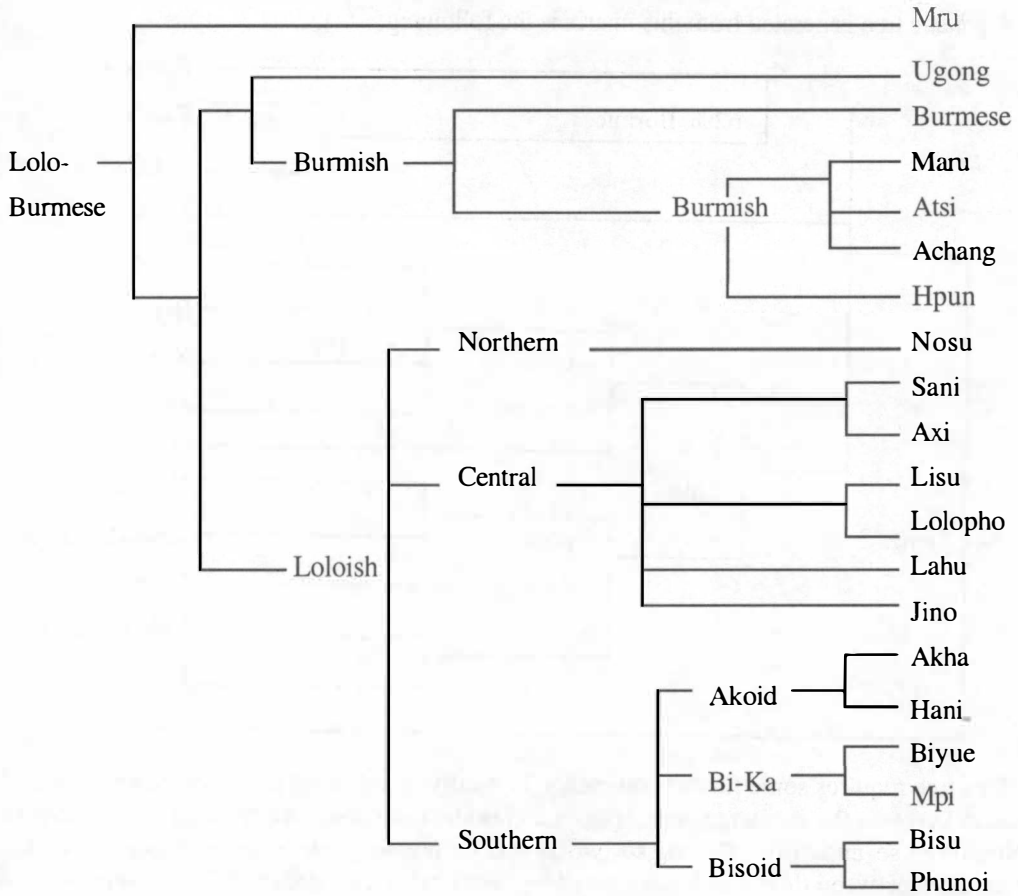 Mru
Ugong
Burmese
Lolo-
Burmese
Burmish
Maru
Burmish
Atsi
Achang
Hpun
Northern
Nosu
Sani
Axi
Central
Lisu
Lolopho
Loloish
Lahu
Jino
Akha
Akoid
Hani
Biyue
Bi-Ka
Mpi
Southern
Bisu
Bisoid
Phunoi